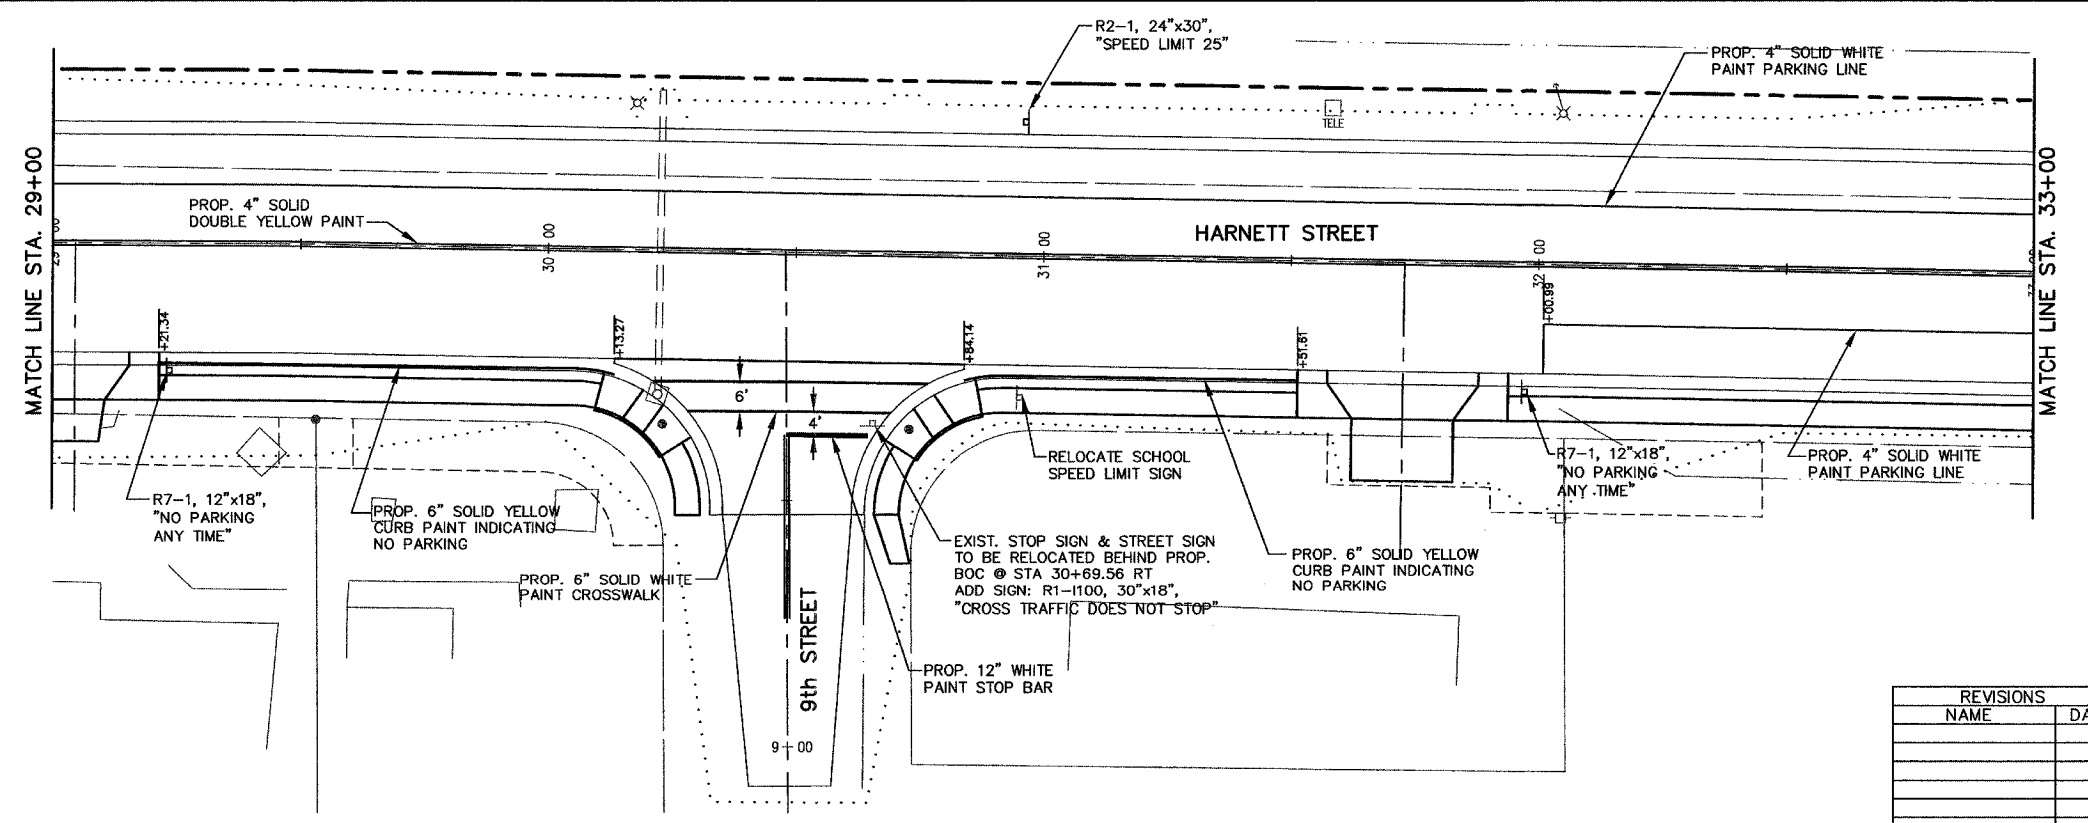 R2-1, 24"x30",
"SPEED LIMIT 25"
PROP. 4" SOLID WHITE
PAINT PARKING LINE
TELE
MATCH LINE STA. 29+00
MATCH LINE STA. 33+00
PROP. 4" SOLID
DOUBLE YELLOW PAINT
HARNETT STREET
29
00
30 00
31 00
32 00
+21.34
+13.27
+84.14
+51.61
+00.99
6'
4'
R7-1, 12"x18",
"NO PARKING
ANY TIME"
PROP. 6" SOLID YELLOW
CURB PAINT INDICATING
NO PARKING
PROP. 6" SOLID WHITE
PAINT CROSSWALK
RELOCATE SCHOOL
SPEED LIMIT SIGN
EXIST. STOP SIGN & STREET SIGN
TO BE RELOCATED BEHIND PROP.
BOC @ STA 30+69.56 RT
ADD SIGN: R1-I100, 30"x18",
"CROSS TRAFFIC DOES NOT STOP"
PROP. 12" WHITE
PAINT STOP BAR
PROP. 6" SOLID YELLOW
CURB PAINT INDICATING
NO PARKING
R7-1, 12"x18",
"NO PARKING
ANY TIME"
PROP. 4" SOLID WHITE
PAINT PARKING LINE
9th STREET
9 00
REVISIONS
NAME
DA